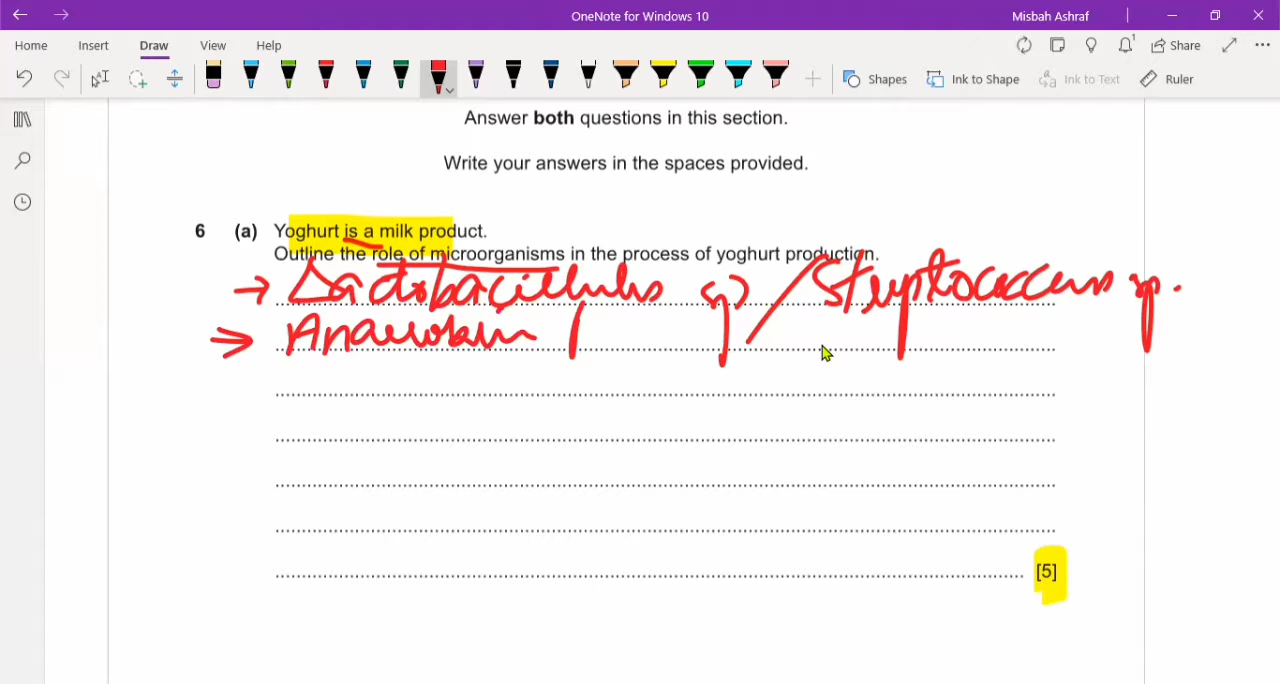 OneNote for Windows 10
Misbah Ashraf
Home Insert Draw View Help
Share
Shapes Ink to Shape Ink to Text Ruler
Answer both questions in this section.
Write your answers in the spaces provided.
6 (a) Yoghurt is a milk product.
Outline the role of microorganisms in the process of yoghurt production.
→ Lactobacillus sp / Streptococcus sp.
⇒
[5]